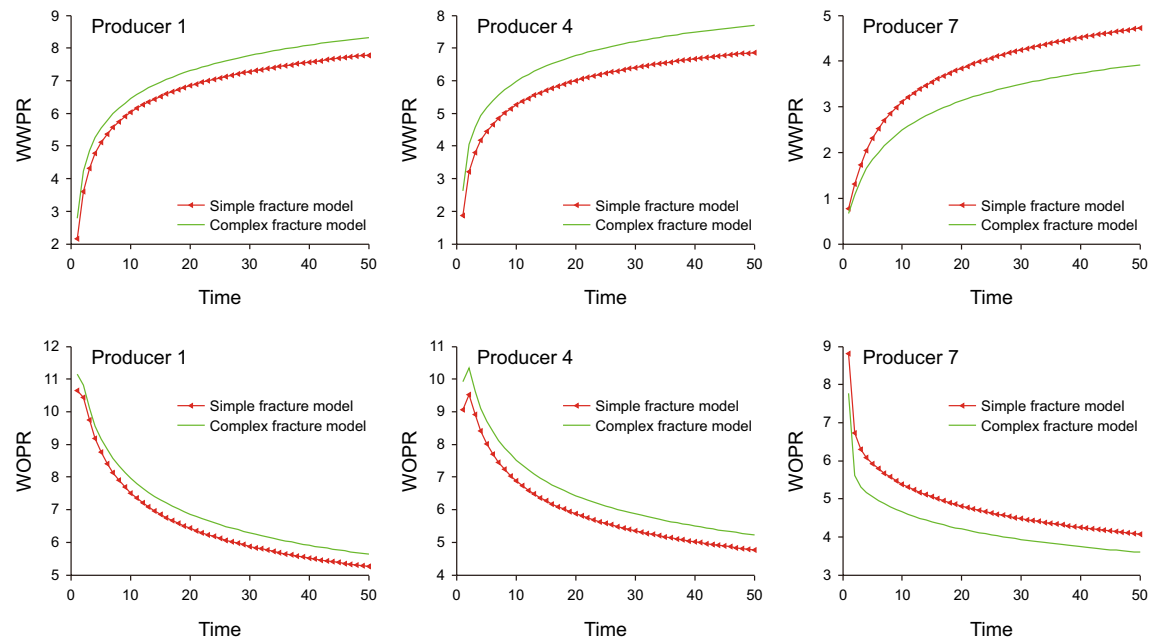 Producer 1
9
8
7
6
5
4
3
2
WWPR
Simple fracture model
Complex fracture model
0 10 20 30 40 50
Time
Producer 4
9
8
7
6
5
4
3
2
1
WWPR
Simple fracture model
Complex fracture model
0 10 20 30 40 50
Time
Producer 7
5
4
3
2
1
0
WWPR
Simple fracture model
Complex fracture model
0 10 20 30 40 50
Time
Producer 1
12
11
10
9
8
7
6
5
WOPR
Simple fracture model
Complex fracture model
0 10 20 30 40 50
Time
Producer 4
11
10
9
8
7
6
5
4
WOPR
Simple fracture model
Complex fracture model
0 10 20 30 40 50
Time
Producer 7
9
8
7
6
5
4
3
WOPR
Simple fracture model
Complex fracture model
0 10 20 30 40 50
Time